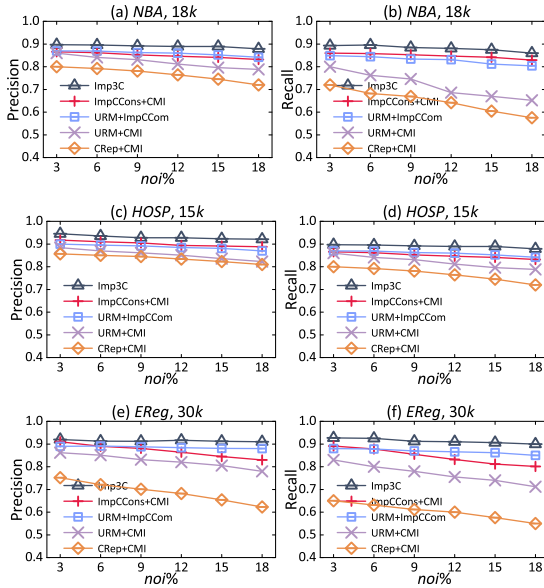 (a) NBA, 18k
Precision
1.0
0.9
0.8
0.7
0.6
0.5
0.4
Imp3C
ImpCCons+CMI
URM+ImpCCom
URM+CMI
CRep+CMI
3 6 9 12 15 18
noi%
(b) NBA, 18k
Recall
1.0
0.9
0.8
0.7
0.6
0.5
0.4
Imp3C
ImpCCons+CMI
URM+ImpCCom
URM+CMI
CRep+CMI
3 6 9 12 15 18
noi%
(c) HOSP, 15k
Precision
1.0
0.9
0.8
0.7
0.6
0.5
0.4
Imp3C
ImpCCons+CMI
URM+ImpCCom
URM+CMI
CRep+CMI
3 6 9 12 15 18
noi%
(d) HOSP, 15k
Recall
1.0
0.9
0.8
0.7
0.6
0.5
0.4
Imp3C
ImpCCons+CMI
URM+ImpCCom
URM+CMI
CRep+CMI
3 6 9 12 15 18
noi%
(e) EReg, 30k
Precision
1.0
0.9
0.8
0.7
0.6
0.5
0.4
Imp3C
ImpCCons+CMI
URM+ImpCCom
URM+CMI
CRep+CMI
3 6 9 12 15 18
noi%
(f) EReg, 30k
Recall
1.0
0.9
0.8
0.7
0.6
0.5
0.4
Imp3C
ImpCCons+CMI
URM+ImpCCom
URM+CMI
CRep+CMI
3 6 9 12 15 18
noi%